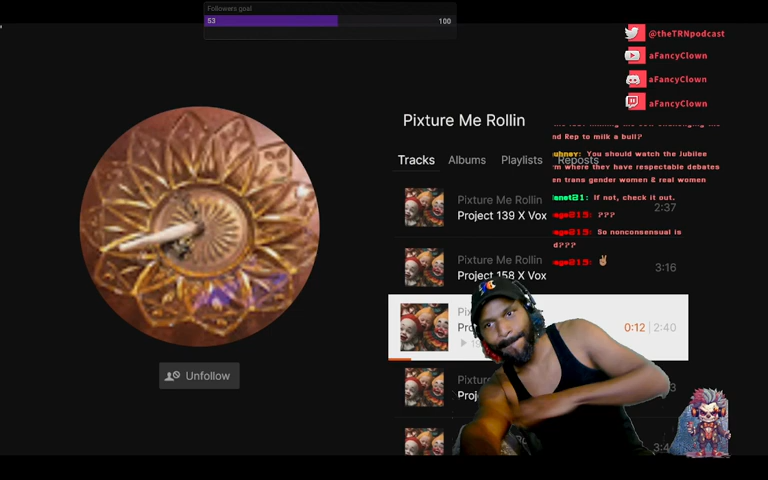 Followers goal
53
100
@theTRNpodcast
aFancyClown
aFancyClown
aFancyClown
Pixture Me Rollin
Tracks
Albums
Playlists
Reposts
nd Rep to milk a bull?
You should watch the Jubilee
where they have respectable debates
trans gender women & real women
If not, check it out.
???
So nonconsensual is
d???
Pixture Me Rollin
Project 139 X Vox
2:37
Pixture Me Rollin
Project 158 X Vox
3:16
0:12 | 2:40
Unfollow